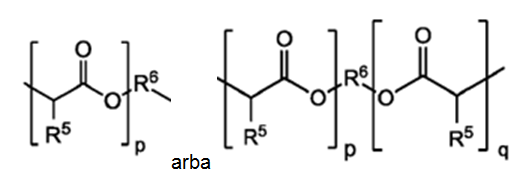 O O O
O R⁶ O R⁶ O
R⁵ p R⁵ p R⁵ q
arba